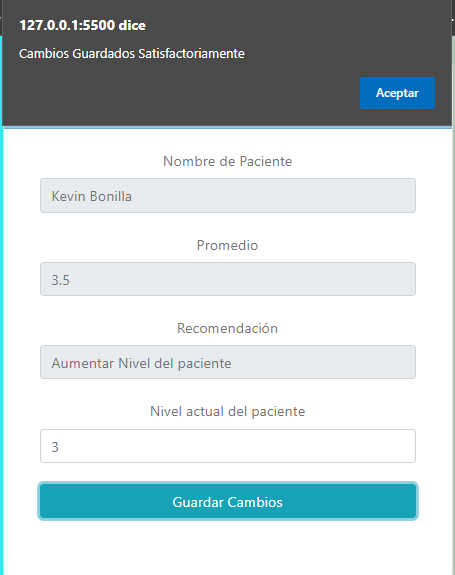 127.0.0.1:5500 dice
Cambios Guardados Satisfactoriamente
Aceptar
Nombre de Paciente
Kevin Bonilla
Promedio
3.5
Recomendación
Aumentar Nivel del paciente
Nivel actual del paciente
3
Guardar Cambios